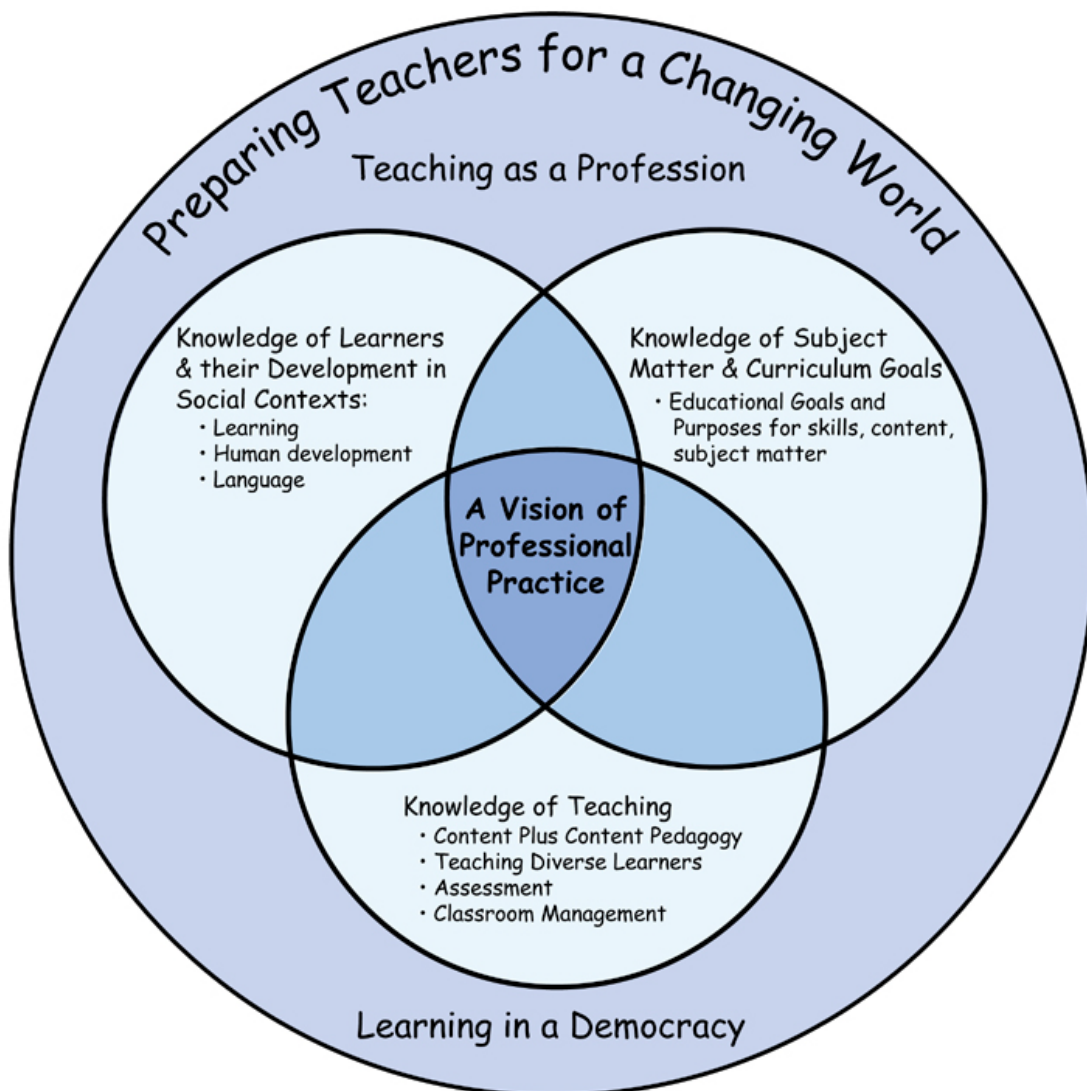 Preparing Teachers for a Changing World
Teaching as a Profession
Knowledge of Learners
& their Development in
Social Contexts:
· Learning
· Human development
· Language
Knowledge of Subject
Matter & Curriculum Goals
· Educational Goals and
Purposes for skills, content,
subject matter
A Vision of
Professional
Practice
Knowledge of Teaching
· Content Plus Content Pedagogy
· Teaching Diverse Learners
· Assessment
· Classroom Management
Learning in a Democracy